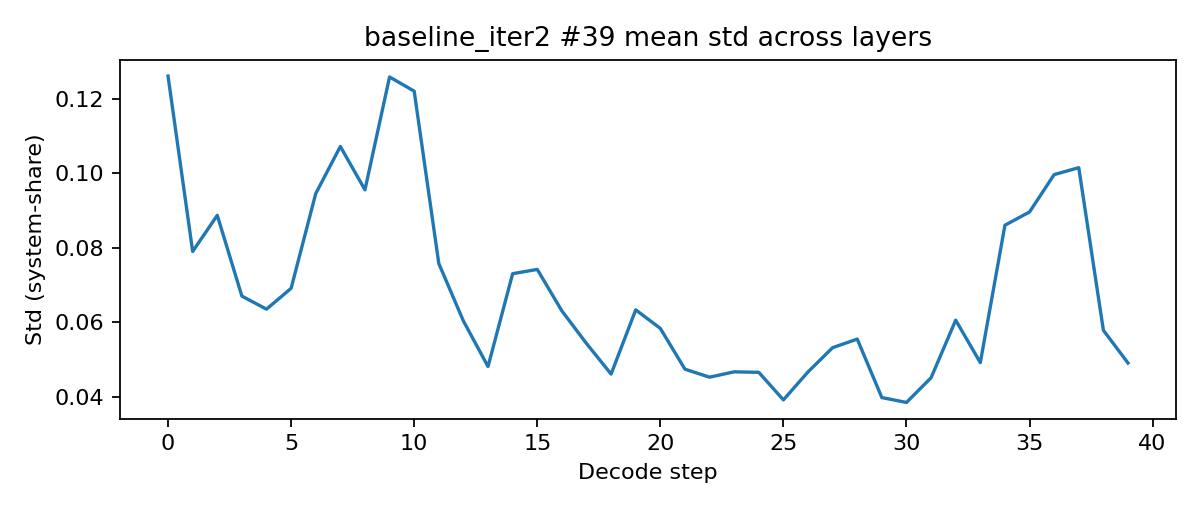 baseline_iter2 #39 mean std across layers
Std (system-share)
0.12
0.10
0.08
0.06
0.04
0 5 10 15 20 25 30 35 40
Decode step